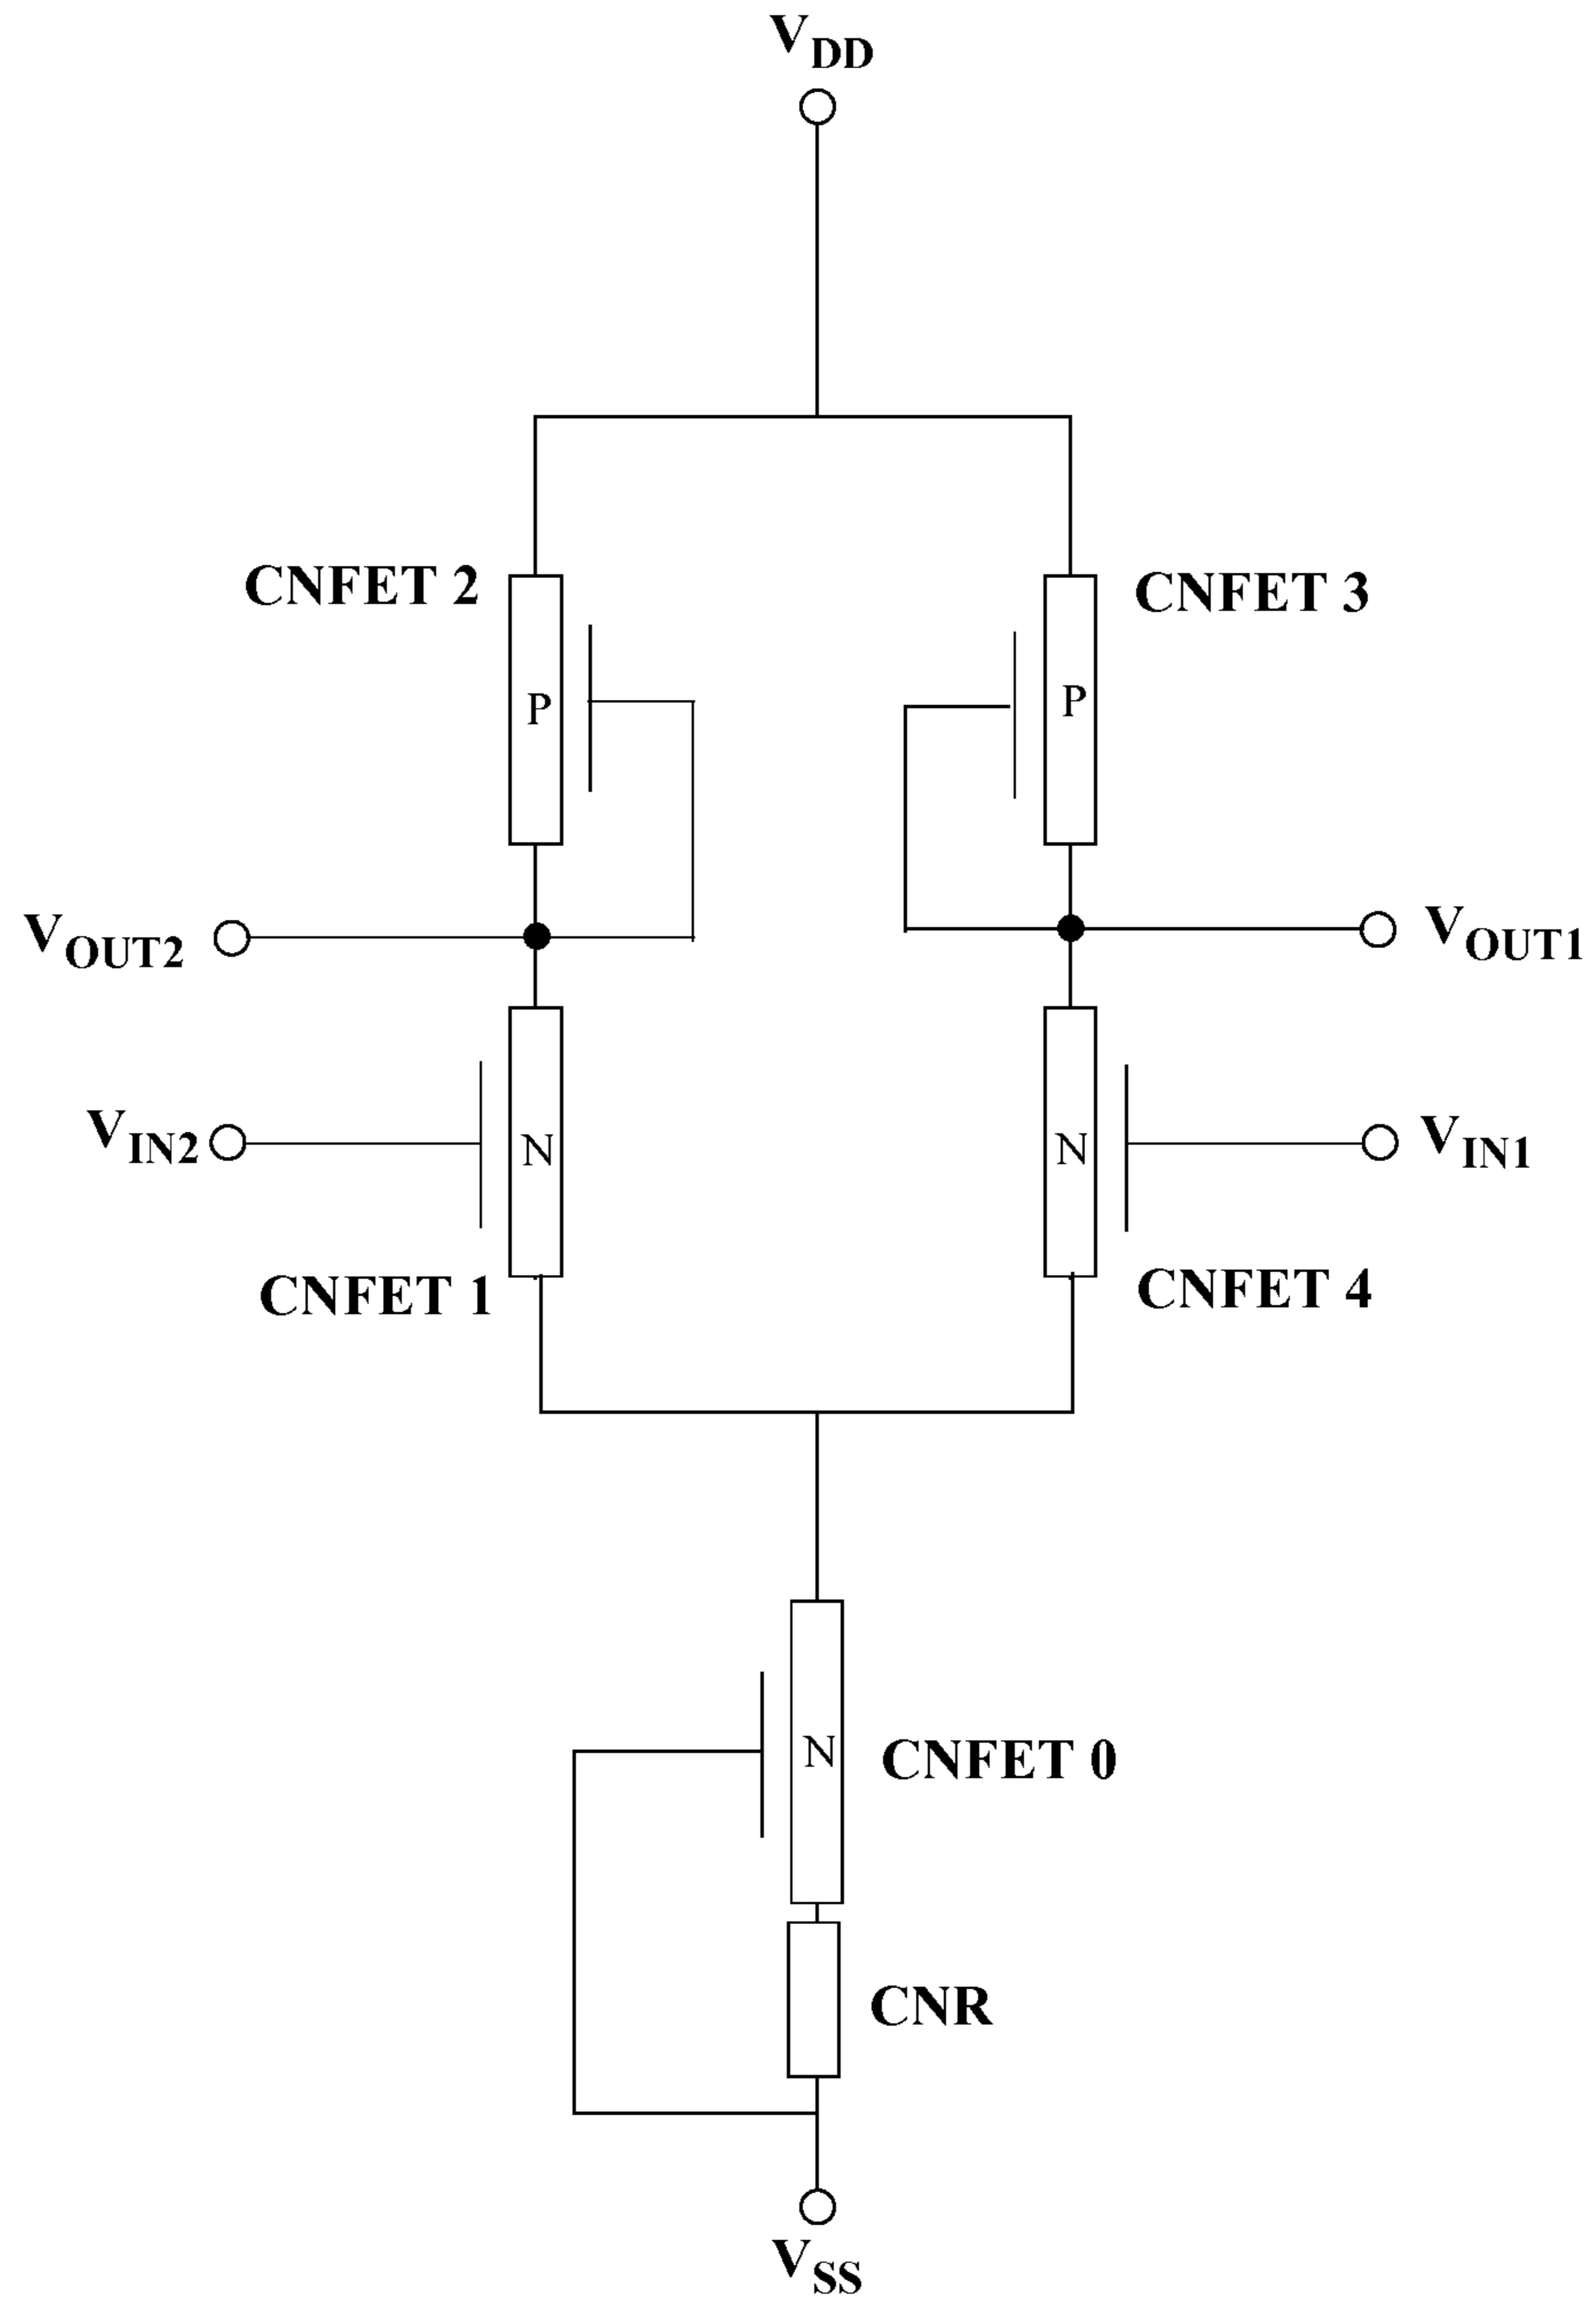 VDD
CNFET 2
CNFET 3
P
P
VOUT2
VOUT1
VIN2
N
N
VIN1
CNFET 1
CNFET 4
N
CNFET 0
CNR
VSS